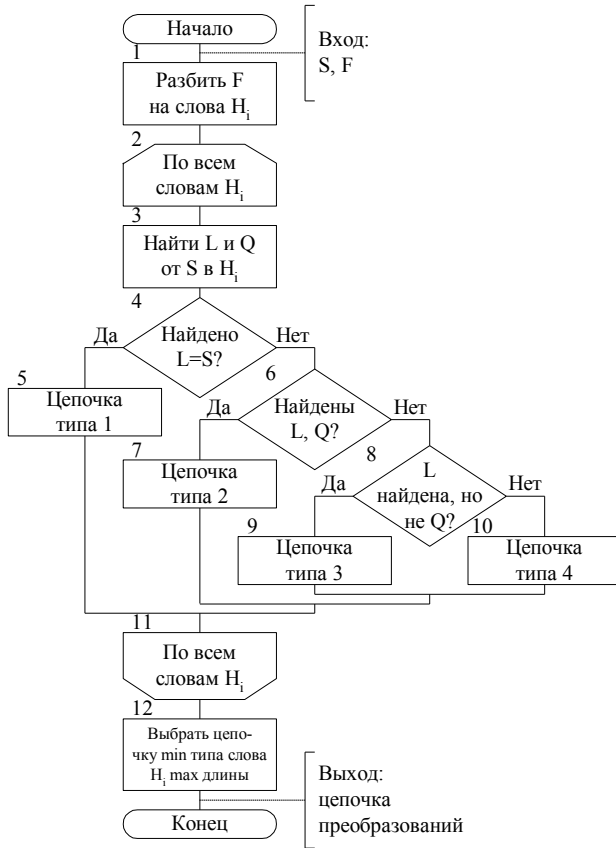 Начало
Вход:
S, F
1
Разбить F
на слова Hi
2
По всем
словам Hi
3
Найти L и Q
от S в Hi
4
Да
Найдено
L=S?
Нет
5
Цепочка
типа 1
6
Да
Найдены
L, Q?
Нет
7
Цепочка
типа 2
8
Да
L
найдена, но
не Q?
Нет
9
Цепочка
типа 3
10
Цепочка
типа 4
11
По всем
словам Hi
12
Выбрать цепо-
чку min типа слова
Hi max длины
Выход:
цепочка
преобразований
Конец